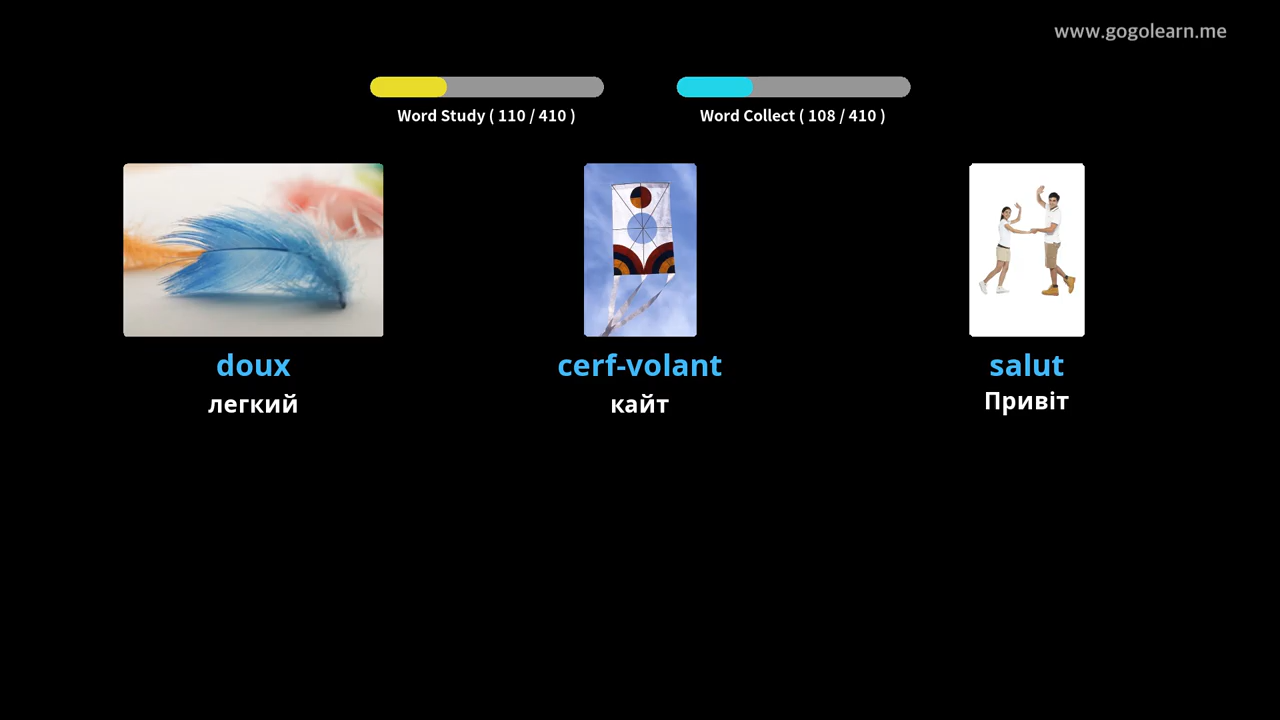 www.gogolearn.me
Word Study ( 110 / 410 )
Word Collect ( 108 / 410 )
doux
cerf-volant
salut
легкий
кайт
Привіт